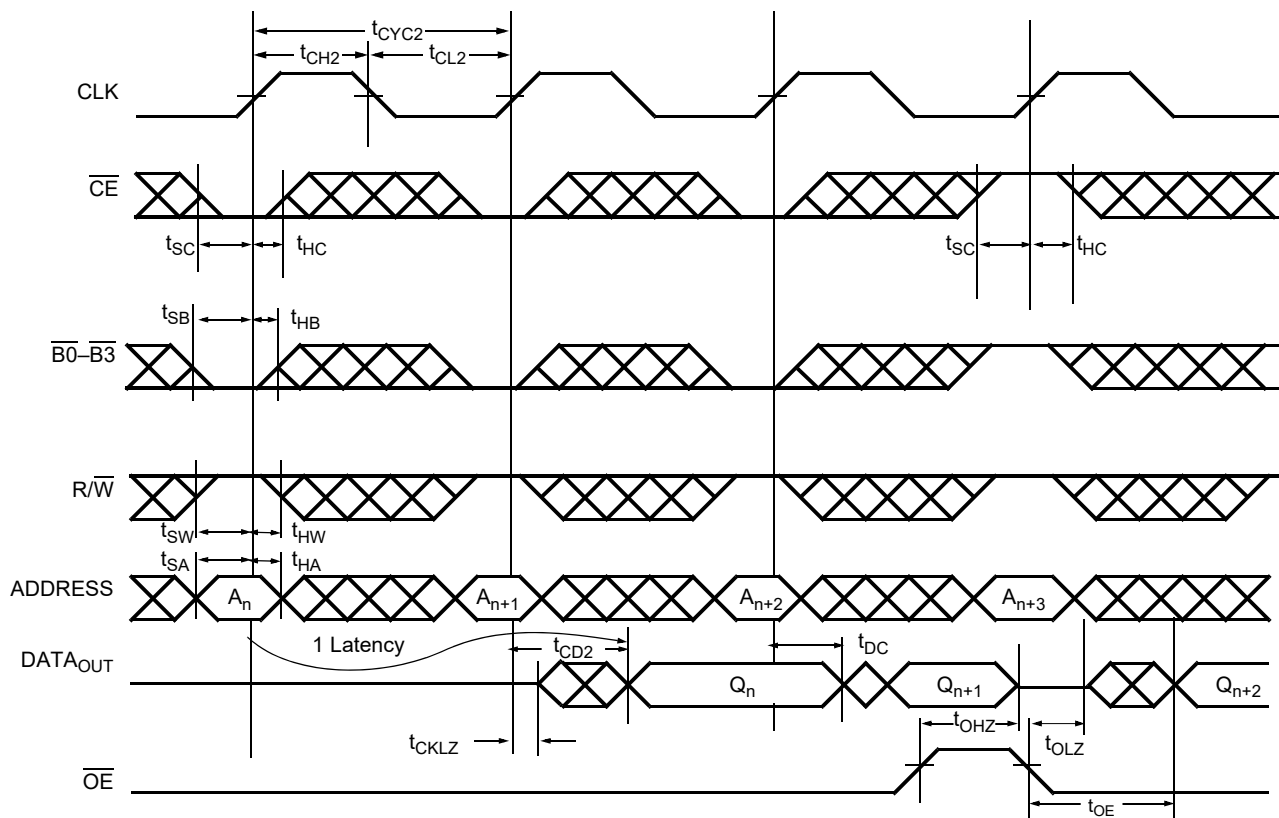 tCYC2
tCH2 tCL2
CLK
CE
tSC tHC tSC tHC
tSB tHB
B0–B3
R/W
tSW tHW
tSA tHA
ADDRESS An An+1 An+2 An+3
1 Latency tCD2 tDC
DATAOUT Qn Qn+1 Qn+2
tOHZ
tCKLZ tOLZ
OE
tOE